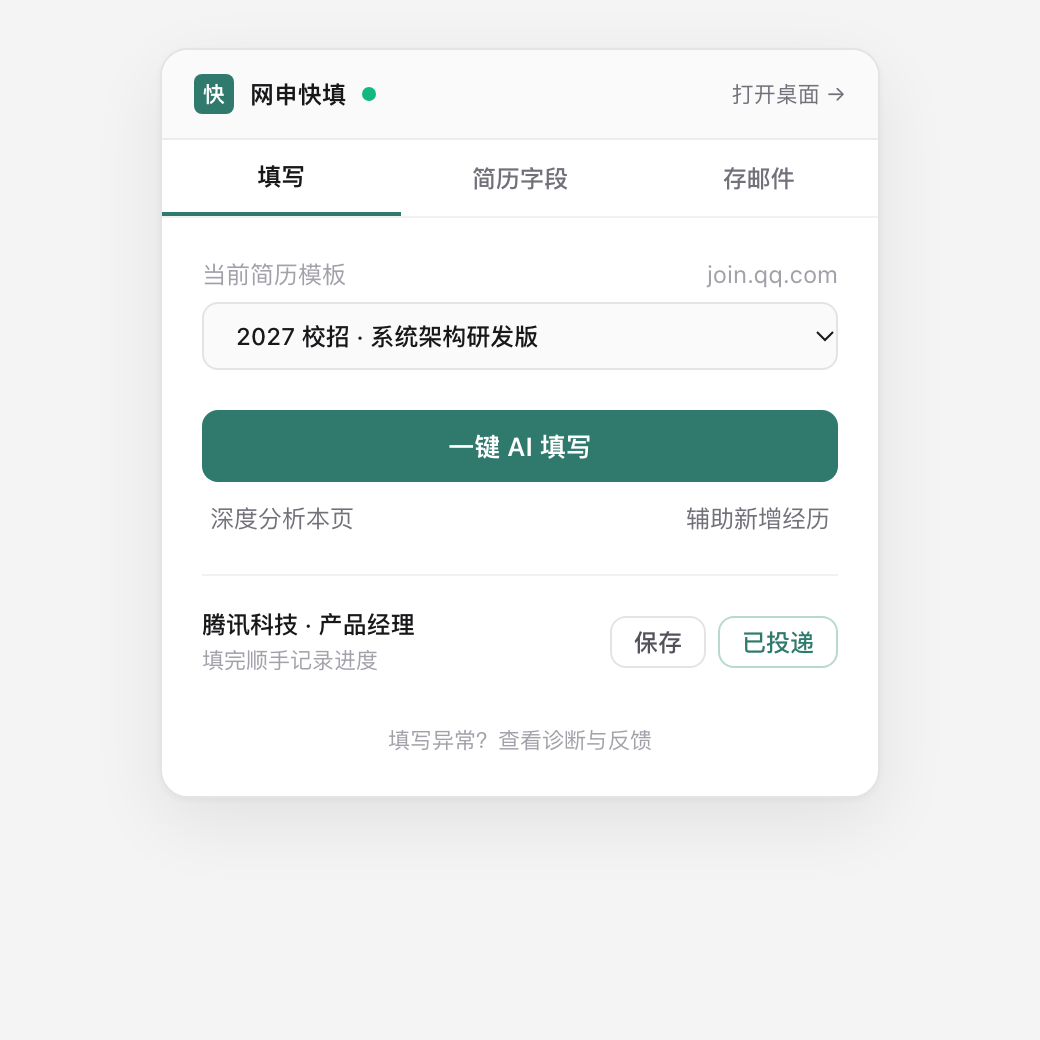 快 网申快填 打开桌面 →
填写 简历字段 存邮件
当前简历模板 join.qq.com
2027 校招 · 系统架构研发版
一键 AI 填写
深度分析本页 辅助新增经历
腾讯科技 · 产品经理
填完顺手记录进度
保存 已投递
填写异常？查看诊断与反馈